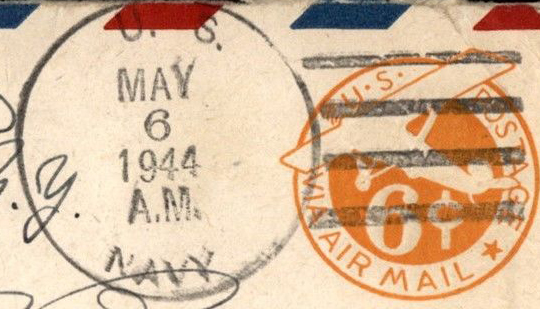 U. S.
MAY
6
1944
A.M.
NAVY
U.S. POSTAGE
6¢
VIA AIR MAIL
Y.